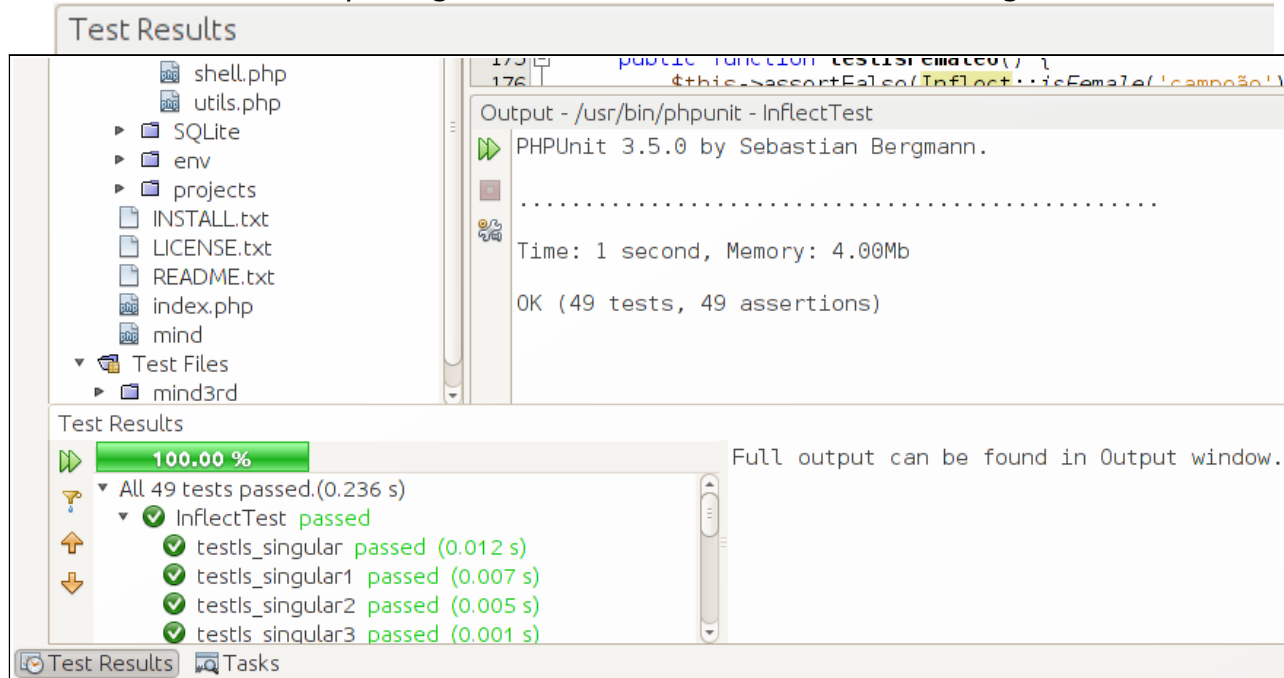 Test Results
shell.php
utils.php
SQLite
env
projects
INSTALL.txt
LICENSE.txt
README.txt
index.php
mind
Test Files
mind3rd
175 public function testIsFemale0() {
176 $this->assertFalse(Inflect::isFemale('campeão')
Output - /usr/bin/phpunit - InflectTest
PHPUnit 3.5.0 by Sebastian Bergmann.
.................................................
Time: 1 second, Memory: 4.00Mb
OK (49 tests, 49 assertions)
Test Results
100.00 %
All 49 tests passed.(0.236 s)
InflectTest passed
testIs_singular passed (0.012 s)
testIs_singular1 passed (0.007 s)
testIs_singular2 passed (0.005 s)
testIs_singular3 passed (0.001 s)
Full output can be found in Output window.
Test Results
Tasks